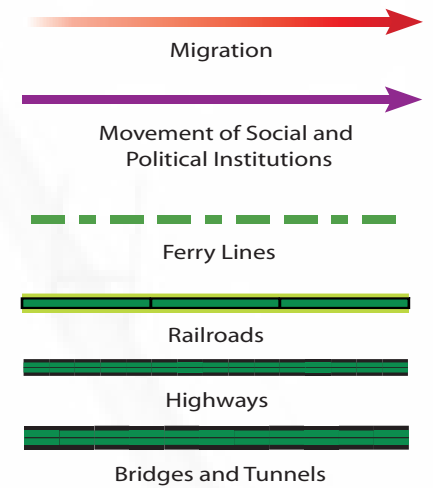 Migration
Movement of Social and
Political Institutions
Ferry Lines
Railroads
Highways
Bridges and Tunnels